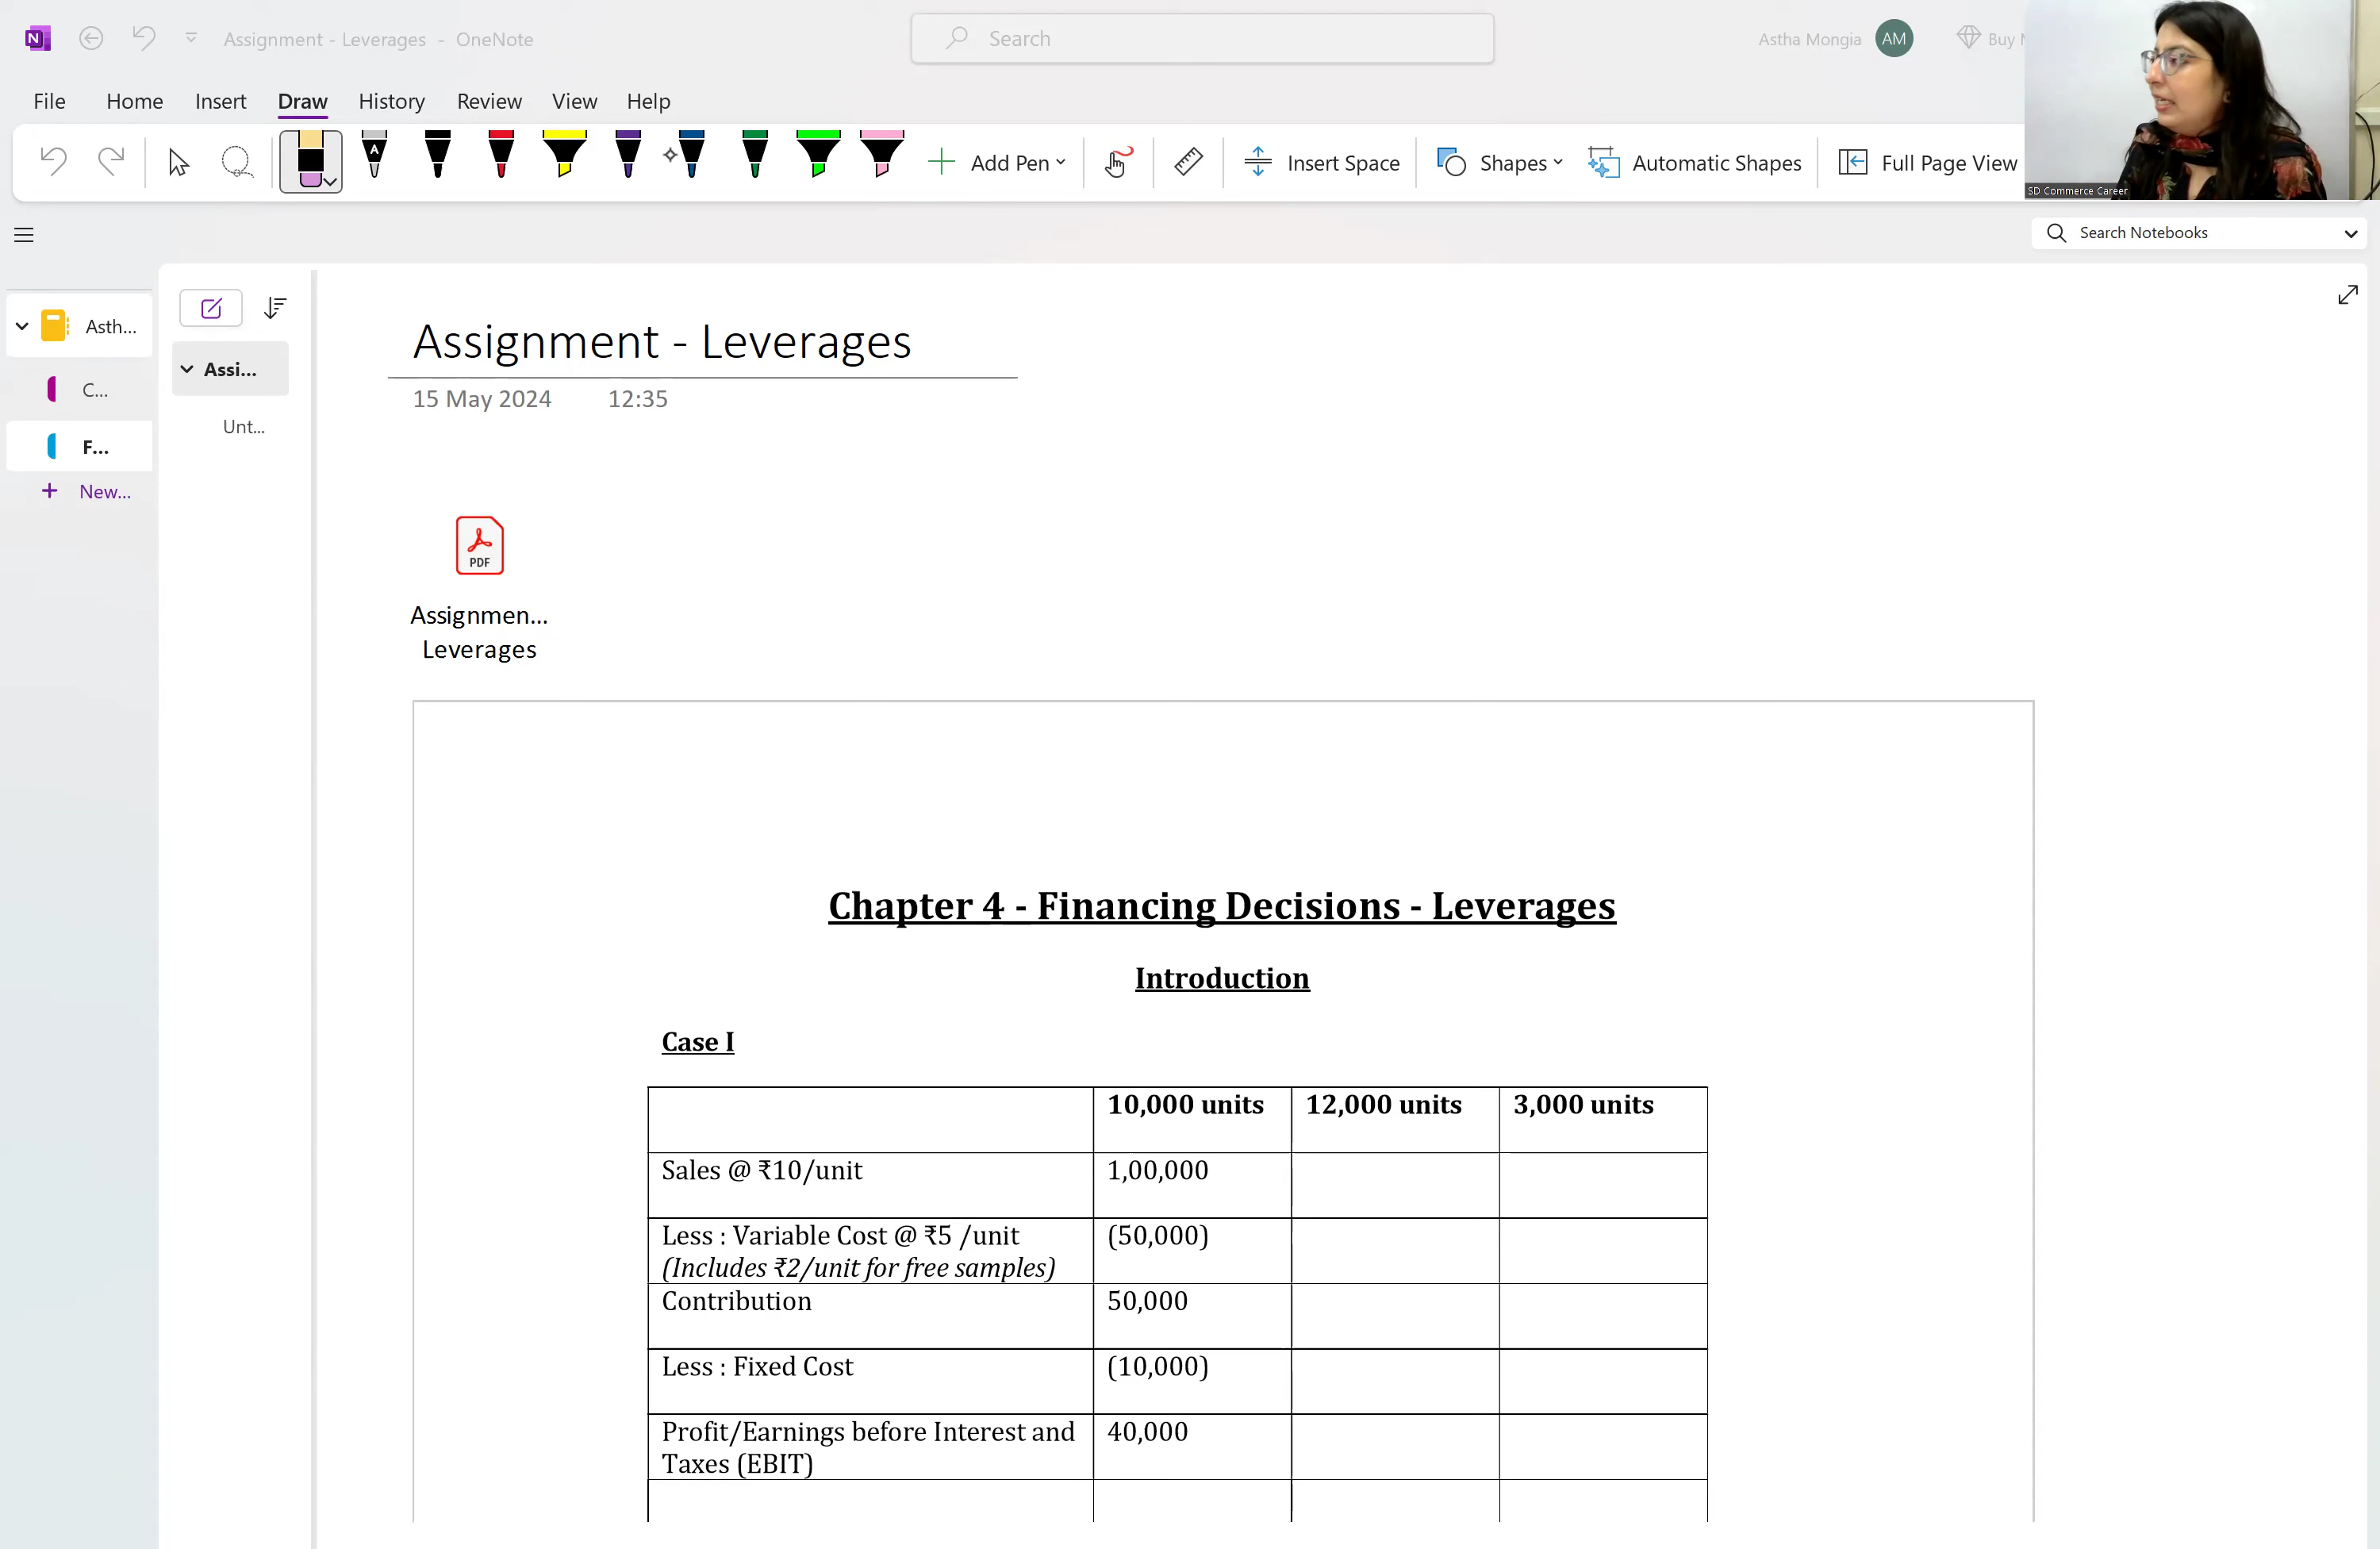 Assignment - Leverages - OneNote
Search
Astha Mongia AM
Buy
File Home Insert Draw History Review View Help
A
Add Pen
Insert Space
Shapes
Automatic Shapes
Full Page View
SD Commerce Career
Search Notebooks
Asth...
C...
F...
New...
Assi...
Unt...
Assignment - Leverages
15 May 2024 12:35
PDF
Assignmen...
Leverages
Chapter 4 - Financing Decisions - Leverages
Introduction
Case I
10,000 units 12,000 units 3,000 units
Sales @ ₹10/unit 1,00,000
Less : Variable Cost @ ₹5 /unit (50,000)
(Includes ₹2/unit for free samples)
Contribution 50,000
Less : Fixed Cost (10,000)
Profit/Earnings before Interest and 40,000
Taxes (EBIT)